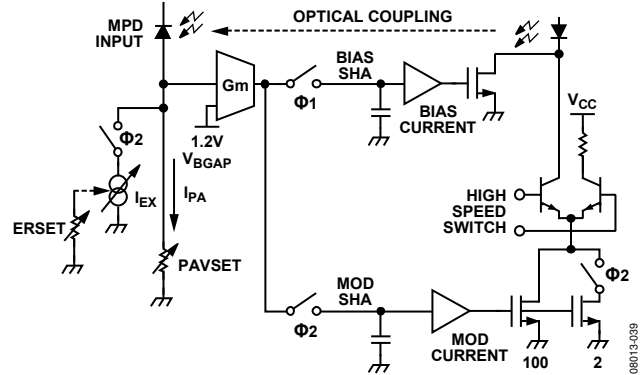 MPD
INPUT
OPTICAL COUPLING
Gm
Φ1
BIAS
SHA
BIAS
CURRENT
VCC
Φ2
1.2V
VBGAP
IEX
IPA
ERSET
PAVSET
HIGH
SPEED
SWITCH
Φ2
MOD
SHA
Φ2
MOD
CURRENT
100
2
08013-039